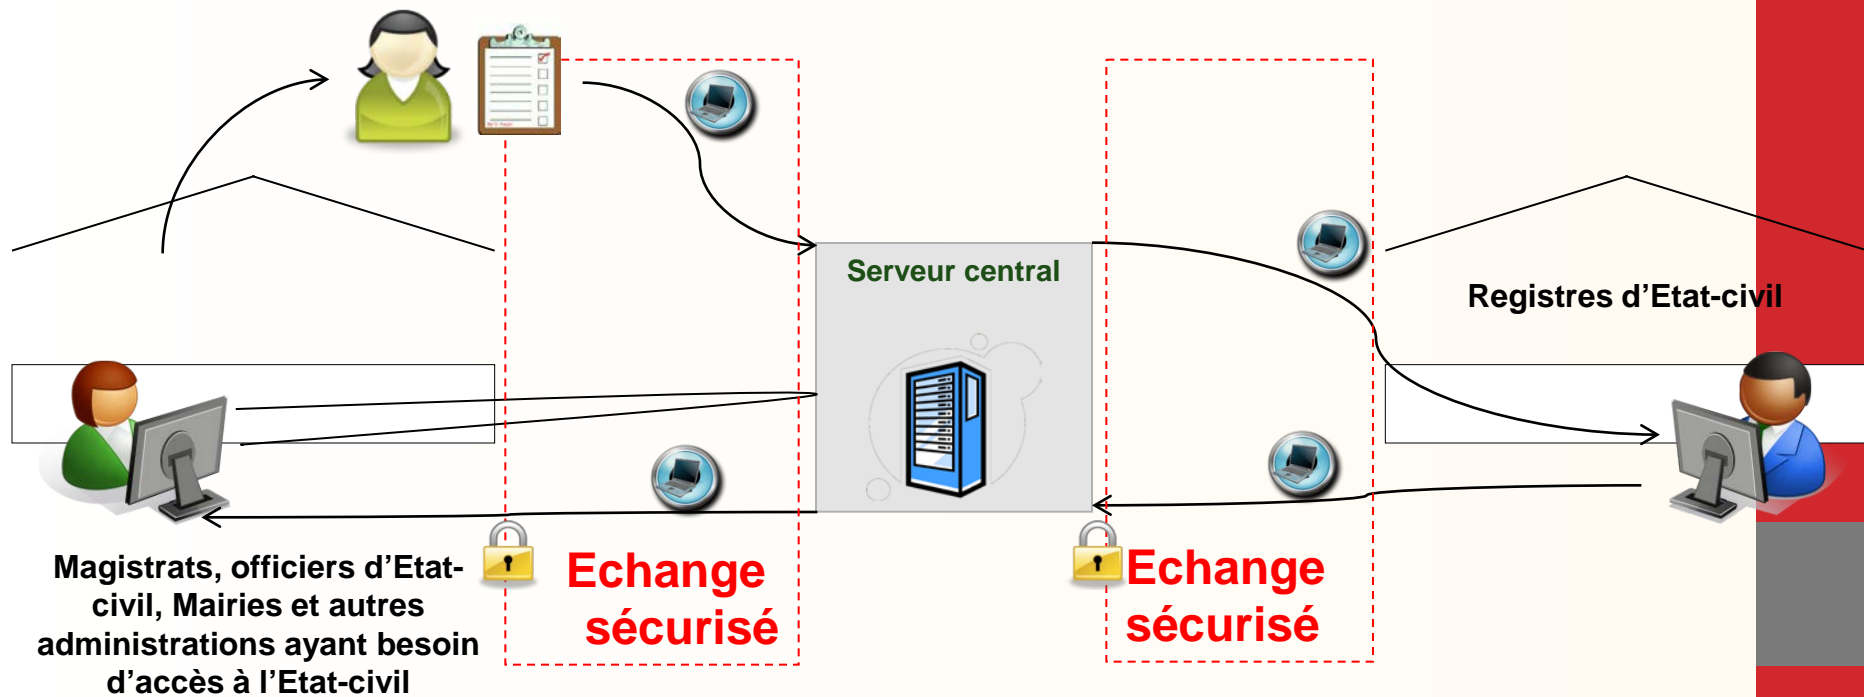 Serveur central
Registres d’Etat-civil
Magistrats, officiers d’Etat-
civil, Mairies et autres
administrations ayant besoin
d’accès à l’Etat-civil
Echange
sécurisé
Echange
sécurisé